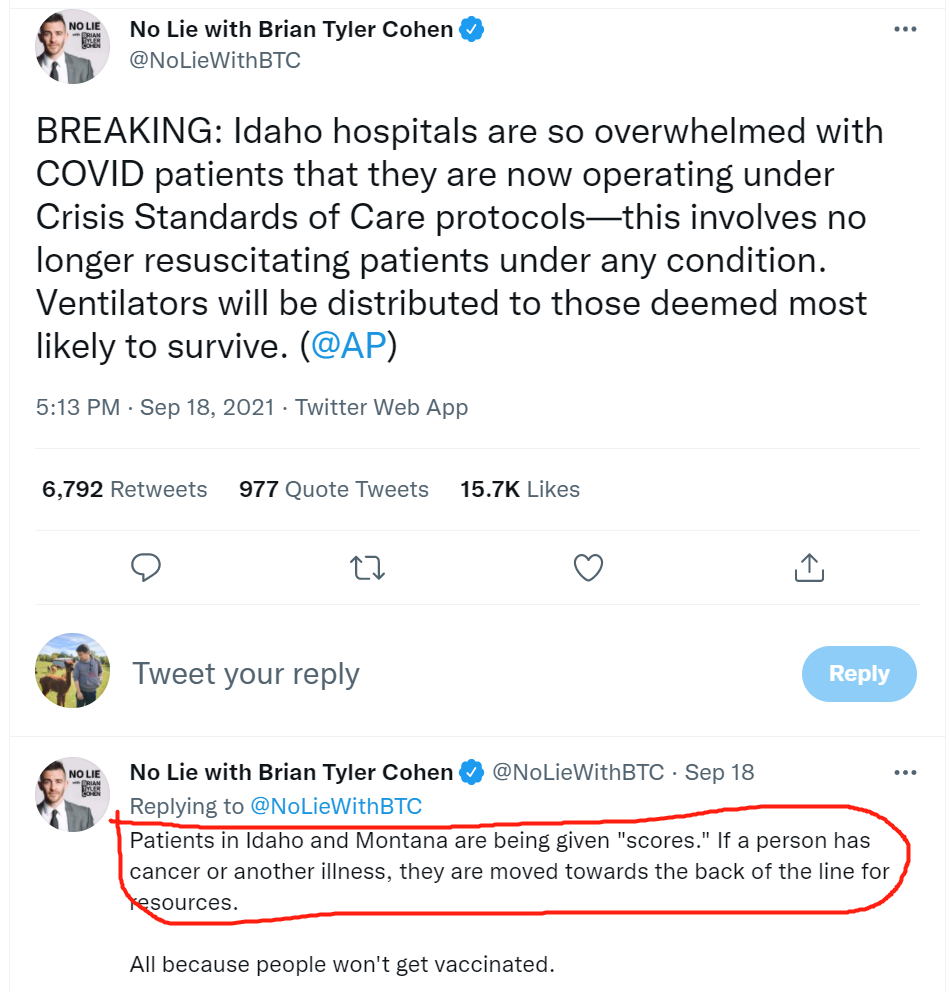 No Lie with Brian Tyler Cohen
@NoLieWithBTC
NO LIE
with BRIAN
TYLER
COHEN
BREAKING: Idaho hospitals are so overwhelmed with
COVID patients that they are now operating under
Crisis Standards of Care protocols—this involves no
longer resuscitating patients under any condition.
Ventilators will be distributed to those deemed most
likely to survive. (@AP)
5:13 PM · Sep 18, 2021 · Twitter Web App
6,792 Retweets 977 Quote Tweets 15.7K Likes
Tweet your reply
Reply
No Lie with Brian Tyler Cohen @NoLieWithBTC · Sep 18
NO LIE
with BRIAN
TYLER
COHEN
Replying to @NoLieWithBTC
Patients in Idaho and Montana are being given "scores." If a person has
cancer or another illness, they are moved towards the back of the line for
resources.
All because people won't get vaccinated.